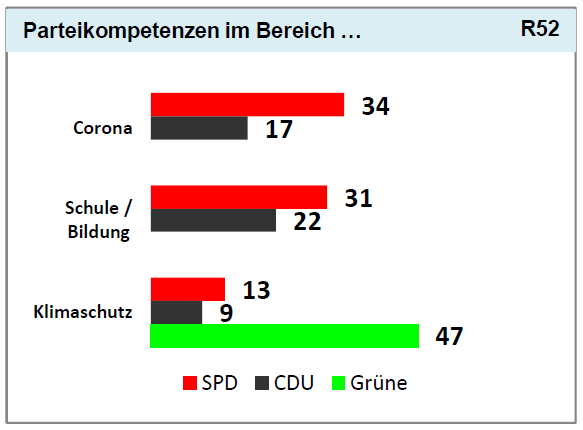 Parteikompetenzen im Bereich ...
R52
Corona
34
17
Schule /
Bildung
31
22
Klimaschutz
13
9
47
SPD CDU Grüne